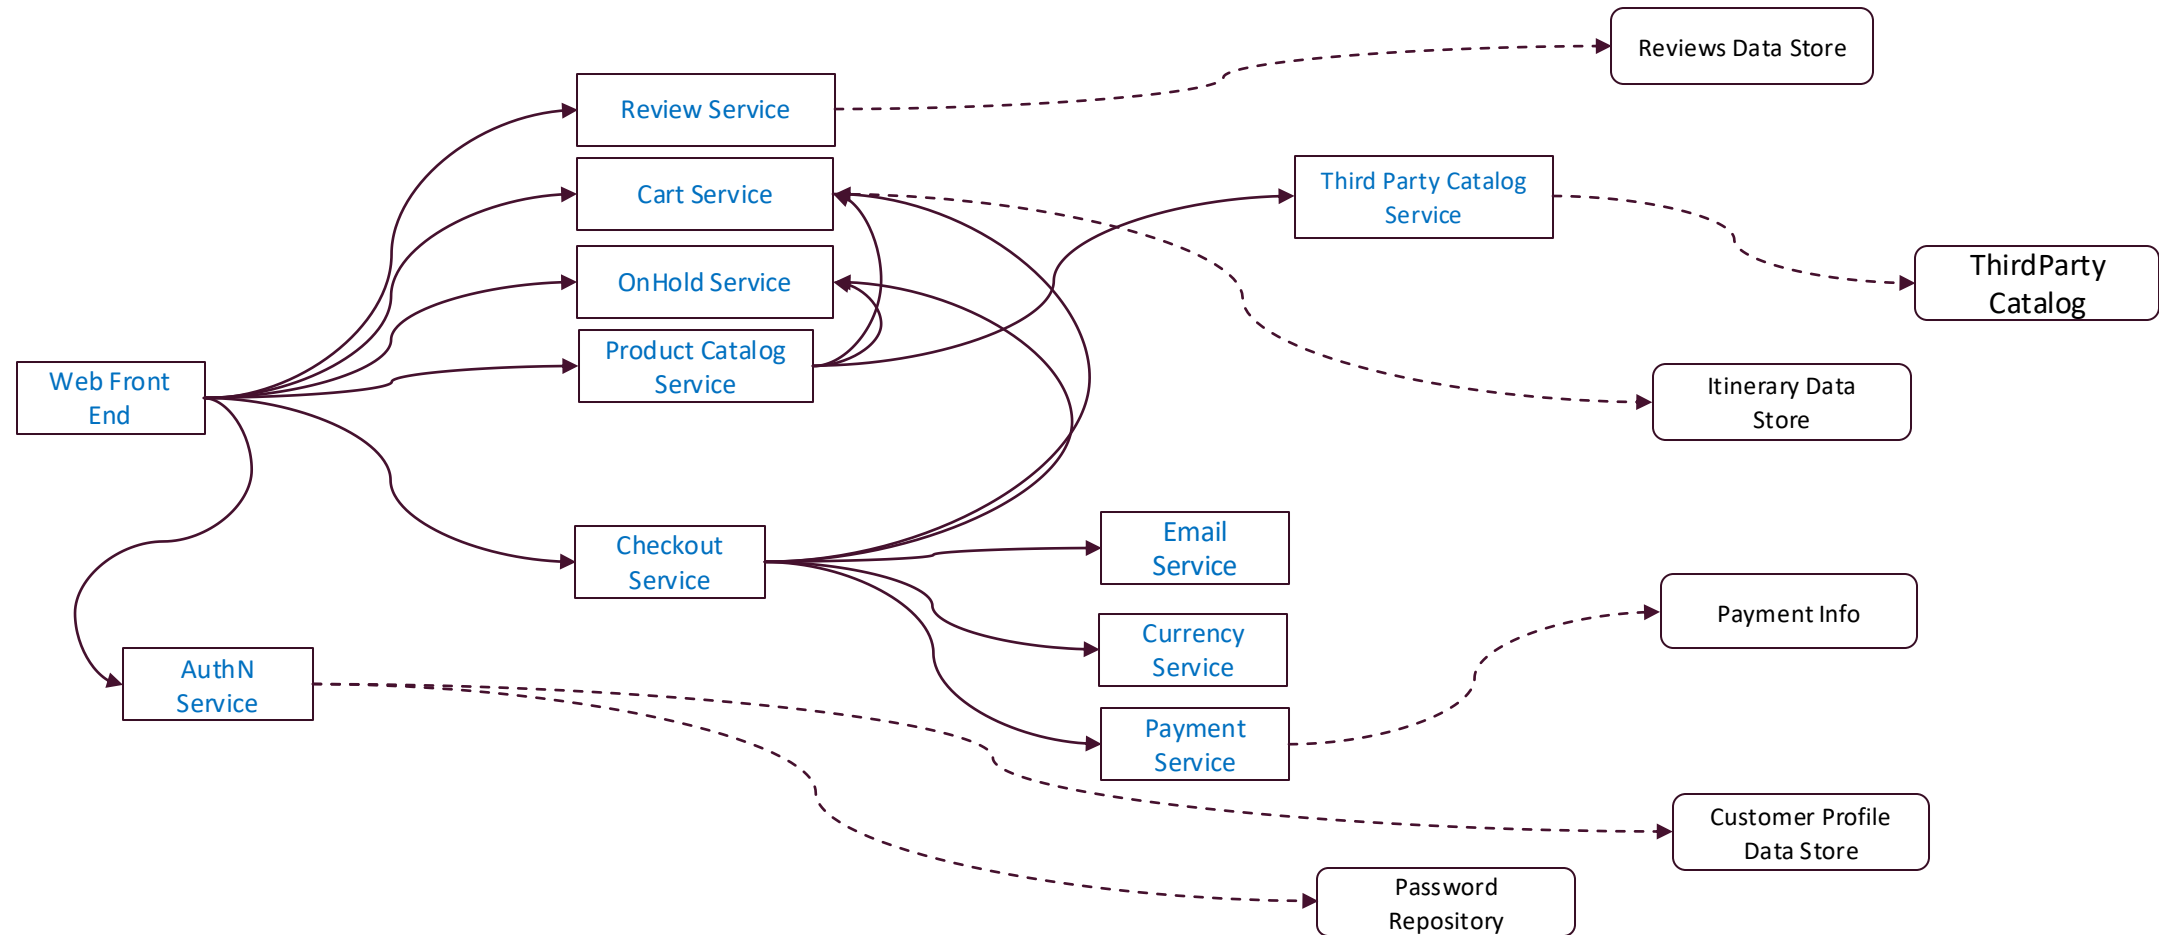 Reviews Data Store
Review Service
Cart Service
Third Party Catalog
Service
OnHold Service
ThirdParty
Catalog
Product Catalog
Service
Web Front
End
Itinerary Data
Store
Checkout
Service
Email
Service
Currency
Service
Payment Info
AuthN
Service
Payment
Service
Customer Profile
Data Store
Password
Repository